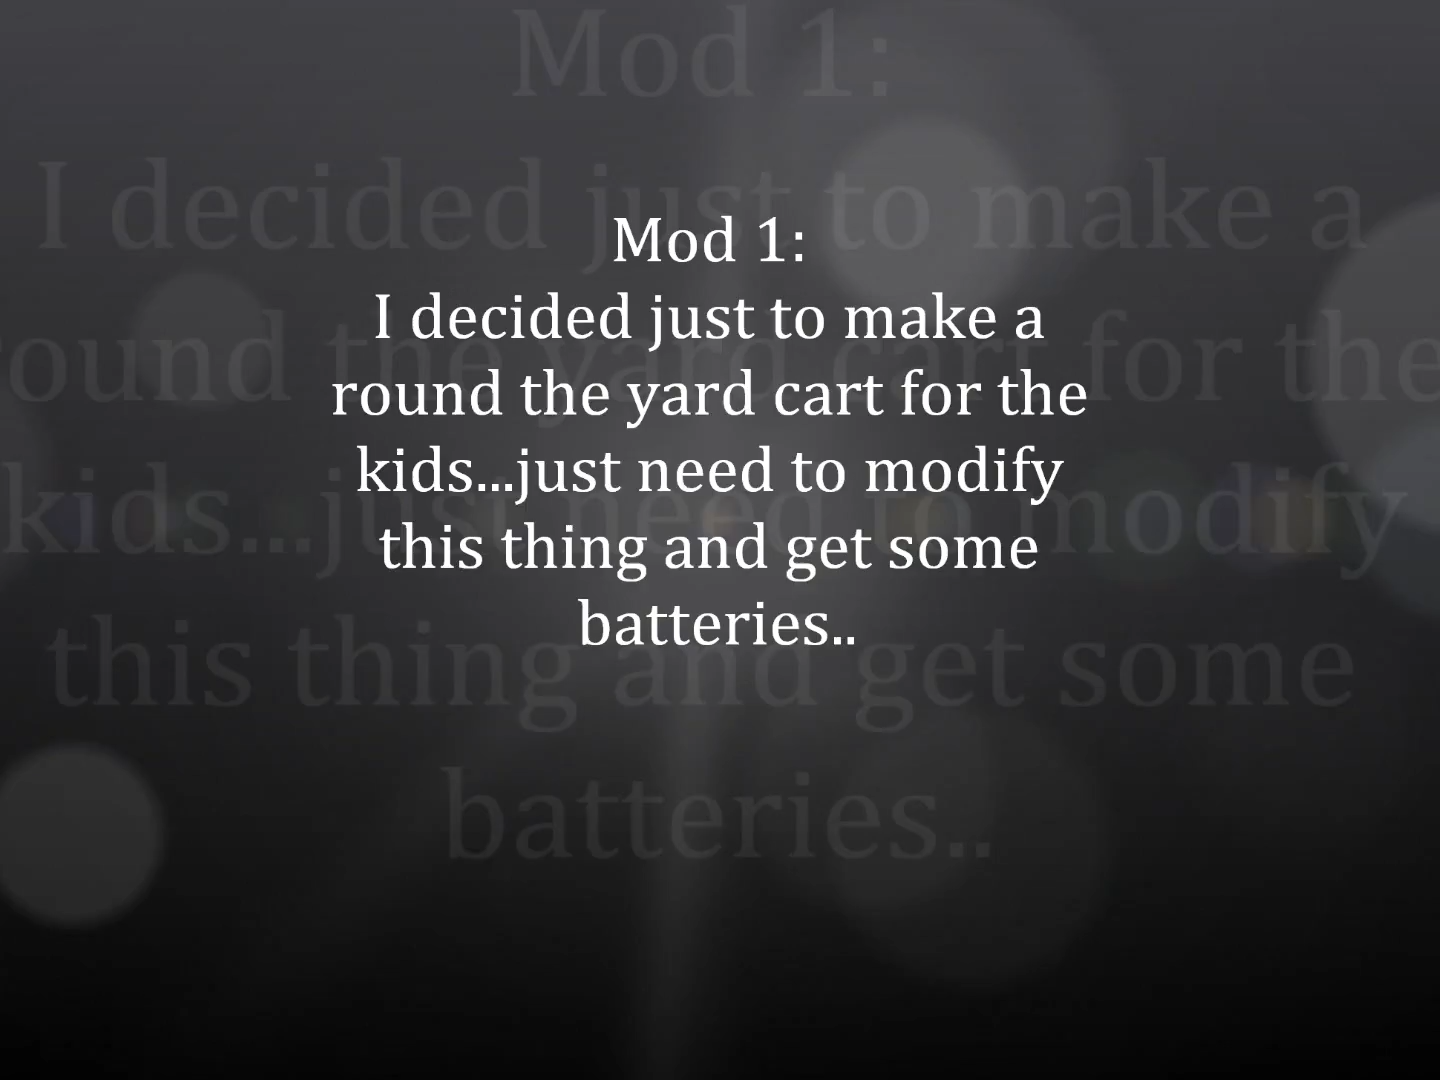 Mod 1:
I decided just to make a
round the yard cart for the
kids...just need to modify
this thing and get some
batteries..